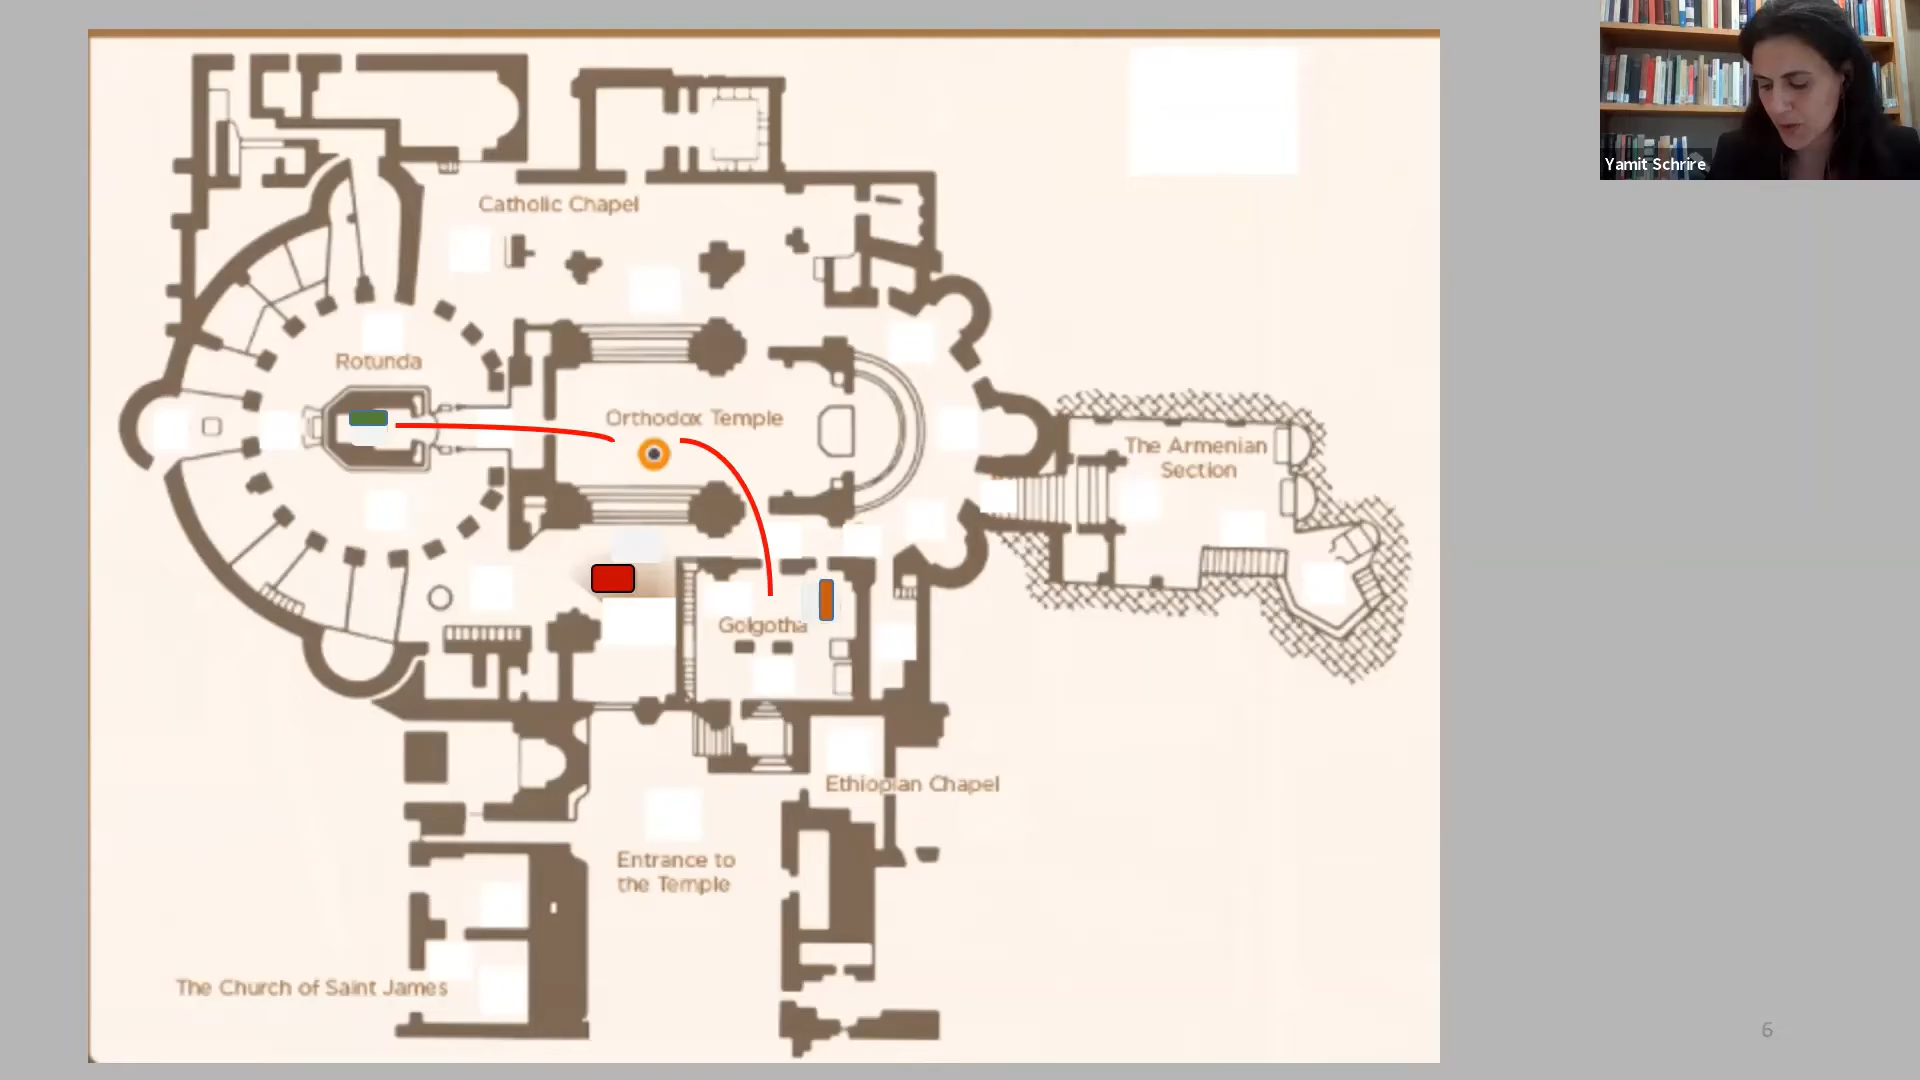 Yamit Schrire
Catholic Chapel
Rotunda
Orthodox Temple
The Armenian
Section
Golgotha
Ethiopian Chapel
Entrance to
the Temple
The Church of Saint James
6